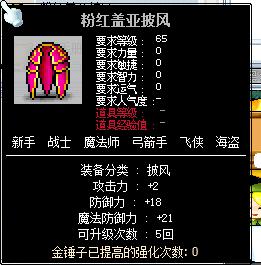 粉红盖亚披风
要求等级： 65
要求力量： 0
要求敏捷： 0
要求智力： 0
要求运气： 0
要求人气度： -
道具等级： -
道具经验值： -
新手 战士 魔法师 弓箭手 飞侠 海盗
装备分类 : 披风
攻击力 : +2
防御力 : +18
魔法防御力 : +21
可升级次数 : 5回
金锤子已提高的强化次数: 0